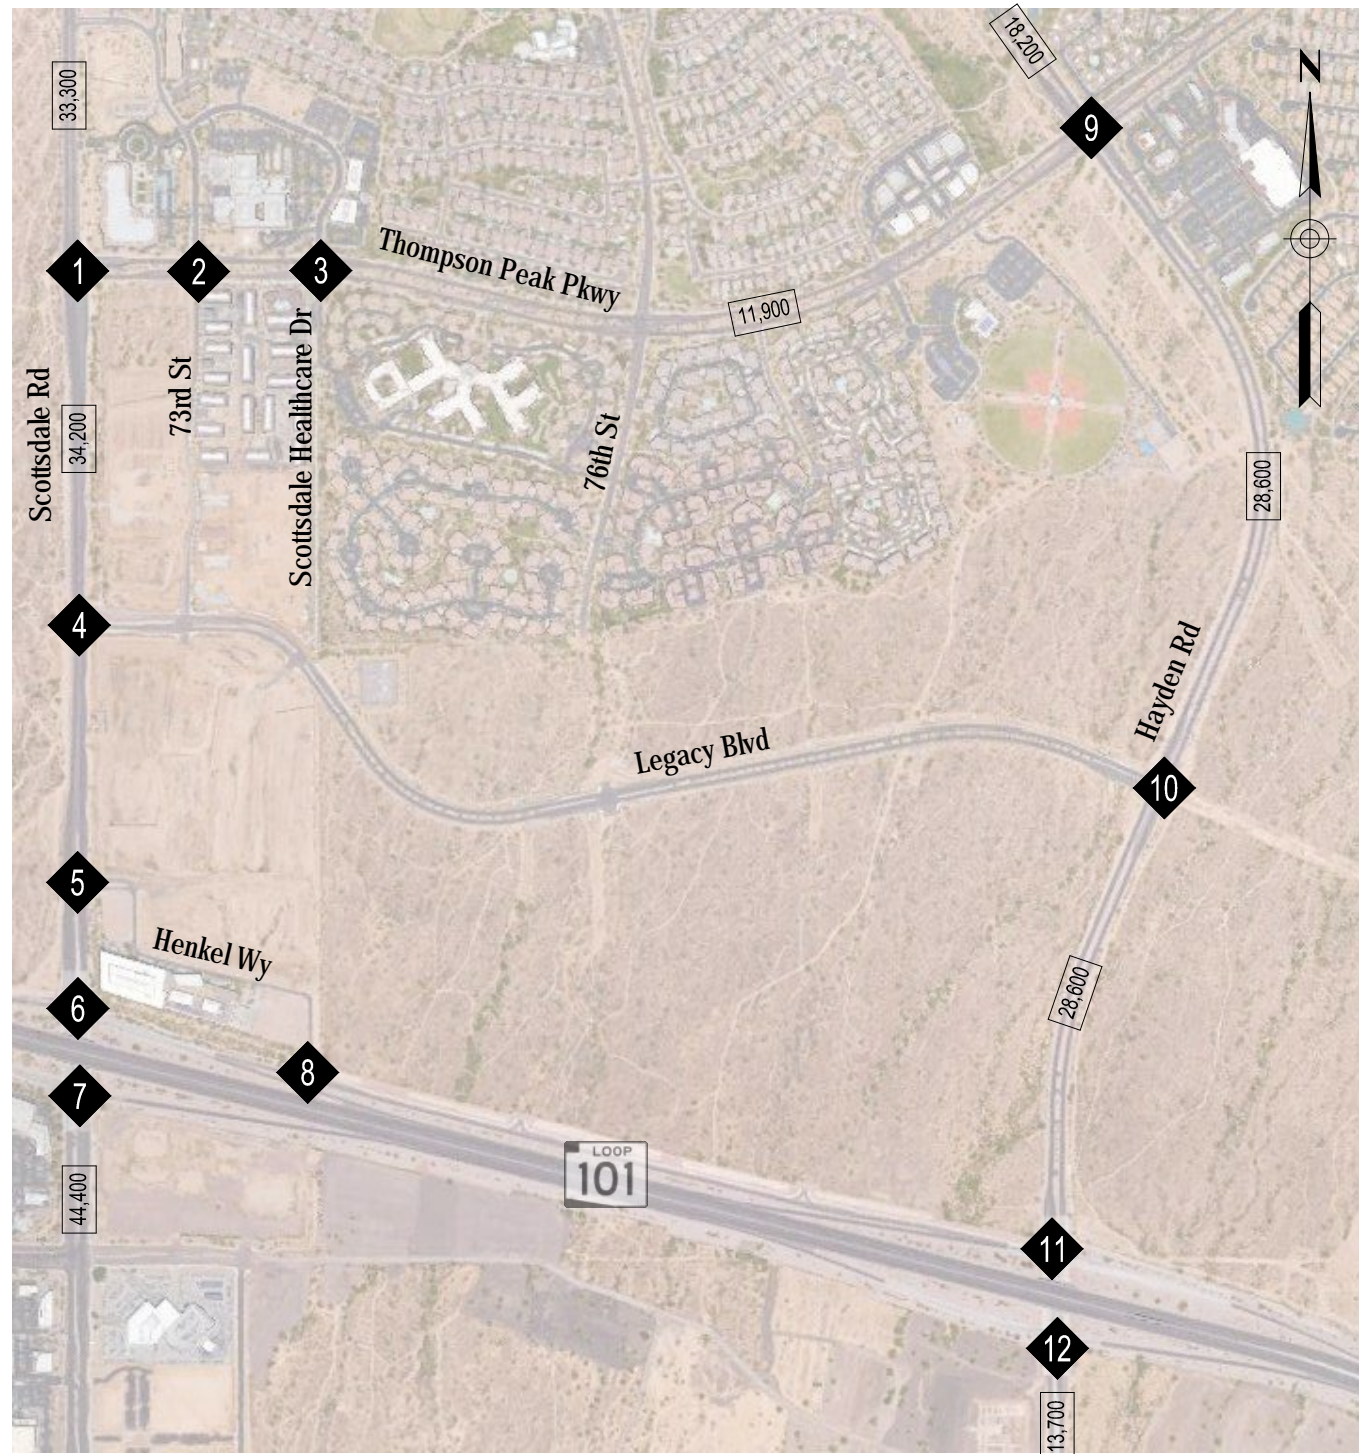 18,200
33,300
N
9
1
2
3
Thompson Peak Pkwy
11,900
Scottsdale Rd
34,200
73rd St
Scottsdale Healthcare Dr
76th St
28,600
4
Hayden Rd
Legacy Blvd
10
5
Henkel Wy
28,600
6
8
7
LOOP
101
44,400
11
12
13,700